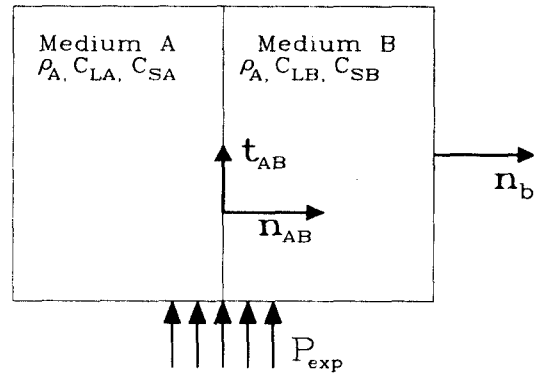 Medium A
ρA, CLA, CSA
Medium B
ρA, CLB, CSB
tAB
nAB
nb
Pexp